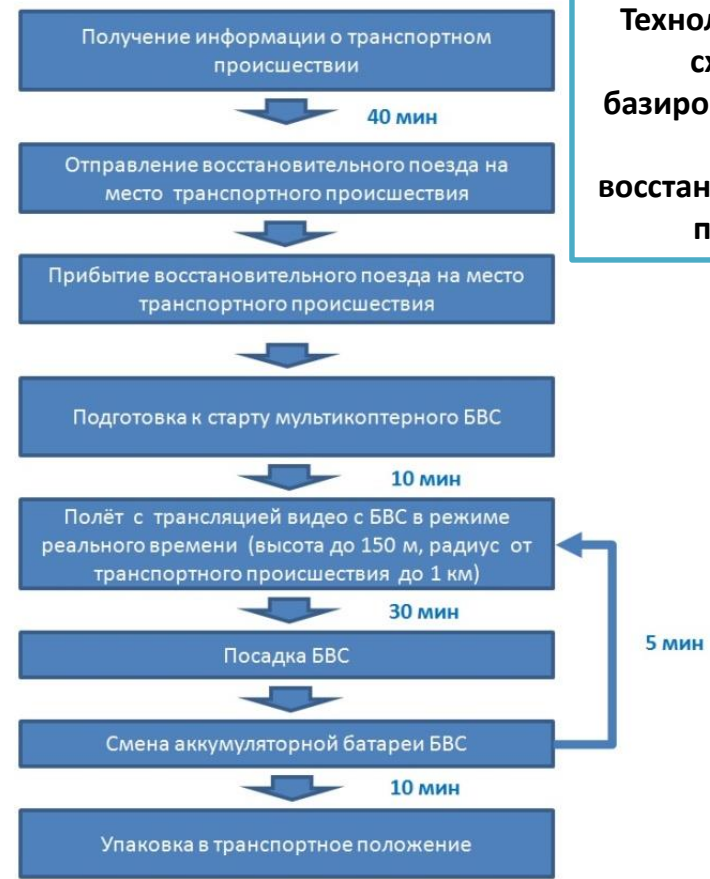 Получение информации о транспортном
происшествии
40 мин
Отправление восстановительного поезда на
место транспортного происшествия
Прибытие восстановительного поезда на место
транспортного происшествия
Подготовка к старту мультикоптерного БВС
10 мин
Полёт с трансляцией видео с БВС в режиме
реального времени (высота до 150 м, радиус от
транспортного происшествия до 1 км)
30 мин
Посадка БВС
5 мин
Смена аккумуляторной батареи БВС
10 мин
Упаковка в транспортное положение